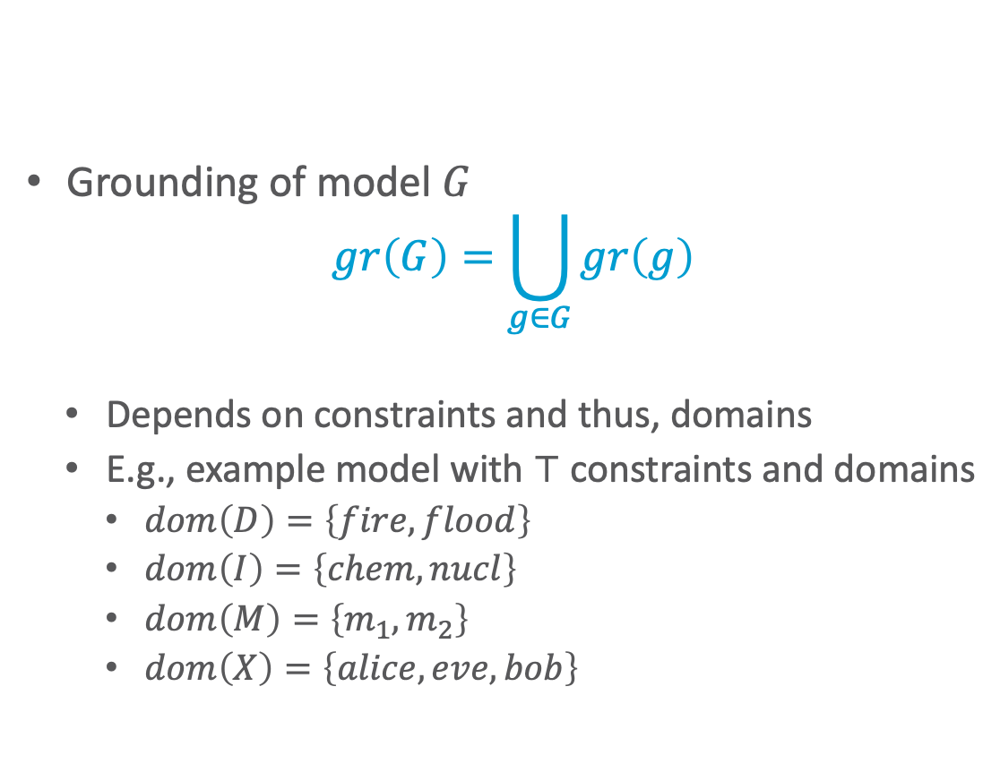 • Grounding of model 𝐺
𝑔𝑟(𝐺) = ⋃ 𝑔𝑟(𝑔)
𝑔∈𝐺
• Depends on constraints and thus, domains
• E.g., example model with ⊤ constraints and domains
• 𝑑𝑜𝑚(𝐷) = {𝑓𝑖𝑟𝑒, 𝑓𝑙𝑜𝑜𝑑}
• 𝑑𝑜𝑚(𝐼) = {𝑐ℎ𝑒𝑚, 𝑛𝑢𝑐𝑙}
• 𝑑𝑜𝑚(𝑀) = {𝑚₁, 𝑚₂}
• 𝑑𝑜𝑚(𝑋) = {𝑎𝑙𝑖𝑐𝑒, 𝑒𝑣𝑒, 𝑏𝑜𝑏}